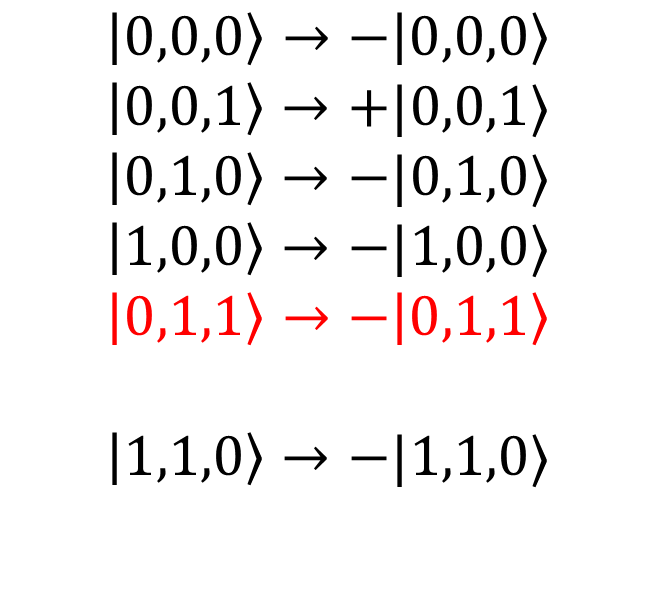 |0,0,0⟩ → −|0,0,0⟩
|0,0,1⟩ → +|0,0,1⟩
|0,1,0⟩ → −|0,1,0⟩
|1,0,0⟩ → −|1,0,0⟩
|0,1,1⟩ → −|0,1,1⟩
|1,1,0⟩ → −|1,1,0⟩